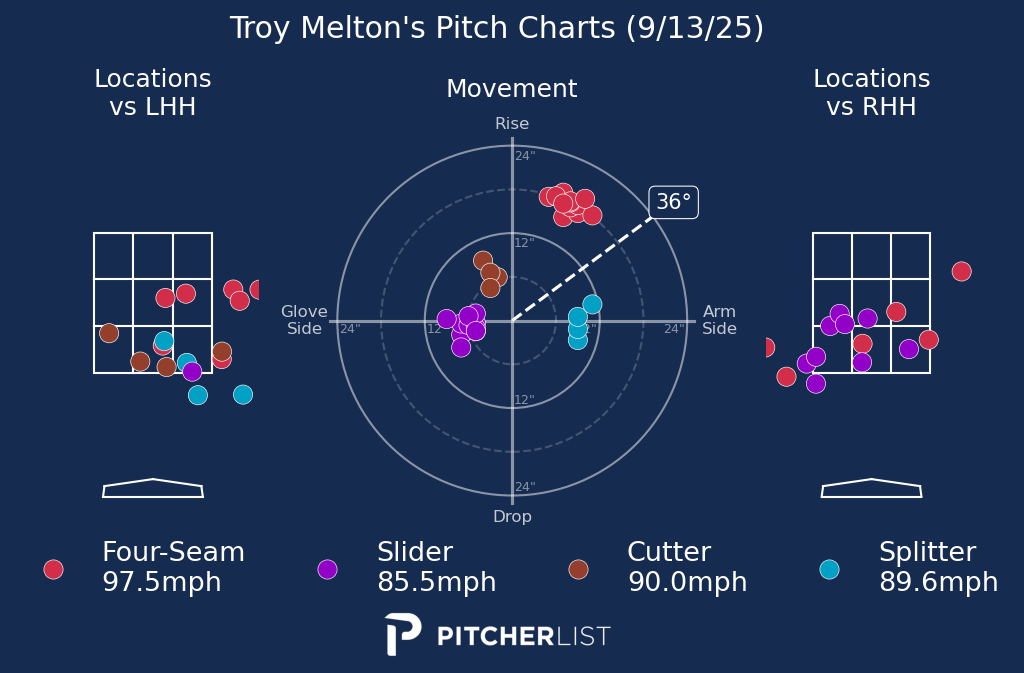 Troy Melton's Pitch Charts (9/13/25)
Locations
vs LHH
Movement
Locations
vs RHH
Rise
24"
36°
12"
Glove
Side
24"
12"
12"
24"
Arm
Side
12"
24"
Drop
Four-Seam
97.5mph
Slider
85.5mph
Cutter
90.0mph
Splitter
89.6mph
PITCHERLIST